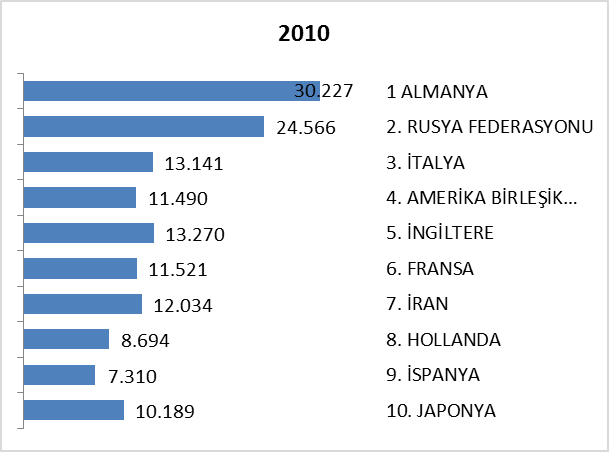 2010
30.227 1 ALMANYA
24.566 2. RUSYA FEDERASYONU
13.141 3. İTALYA
11.490 4. AMERİKA BİRLEŞİK...
13.270 5. İNGİLTERE
11.521 6. FRANSA
12.034 7. İRAN
8.694 8. HOLLANDA
7.310 9. İSPANYA
10.189 10. JAPONYA